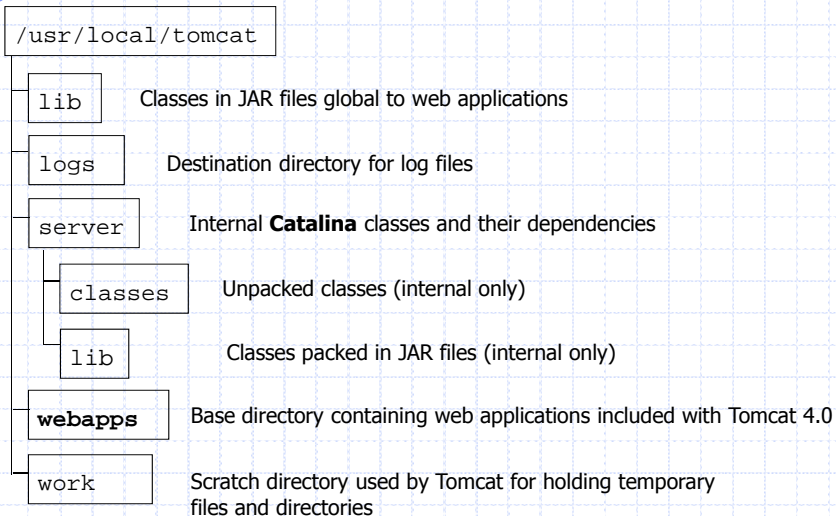 /usr/local/tomcat
lib Classes in JAR files global to web applications
logs Destination directory for log files
server Internal Catalina classes and their dependencies
classes Unpacked classes (internal only)
lib Classes packed in JAR files (internal only)
webapps Base directory containing web applications included with Tomcat 4.0
work Scratch directory used by Tomcat for holding temporary
files and directories